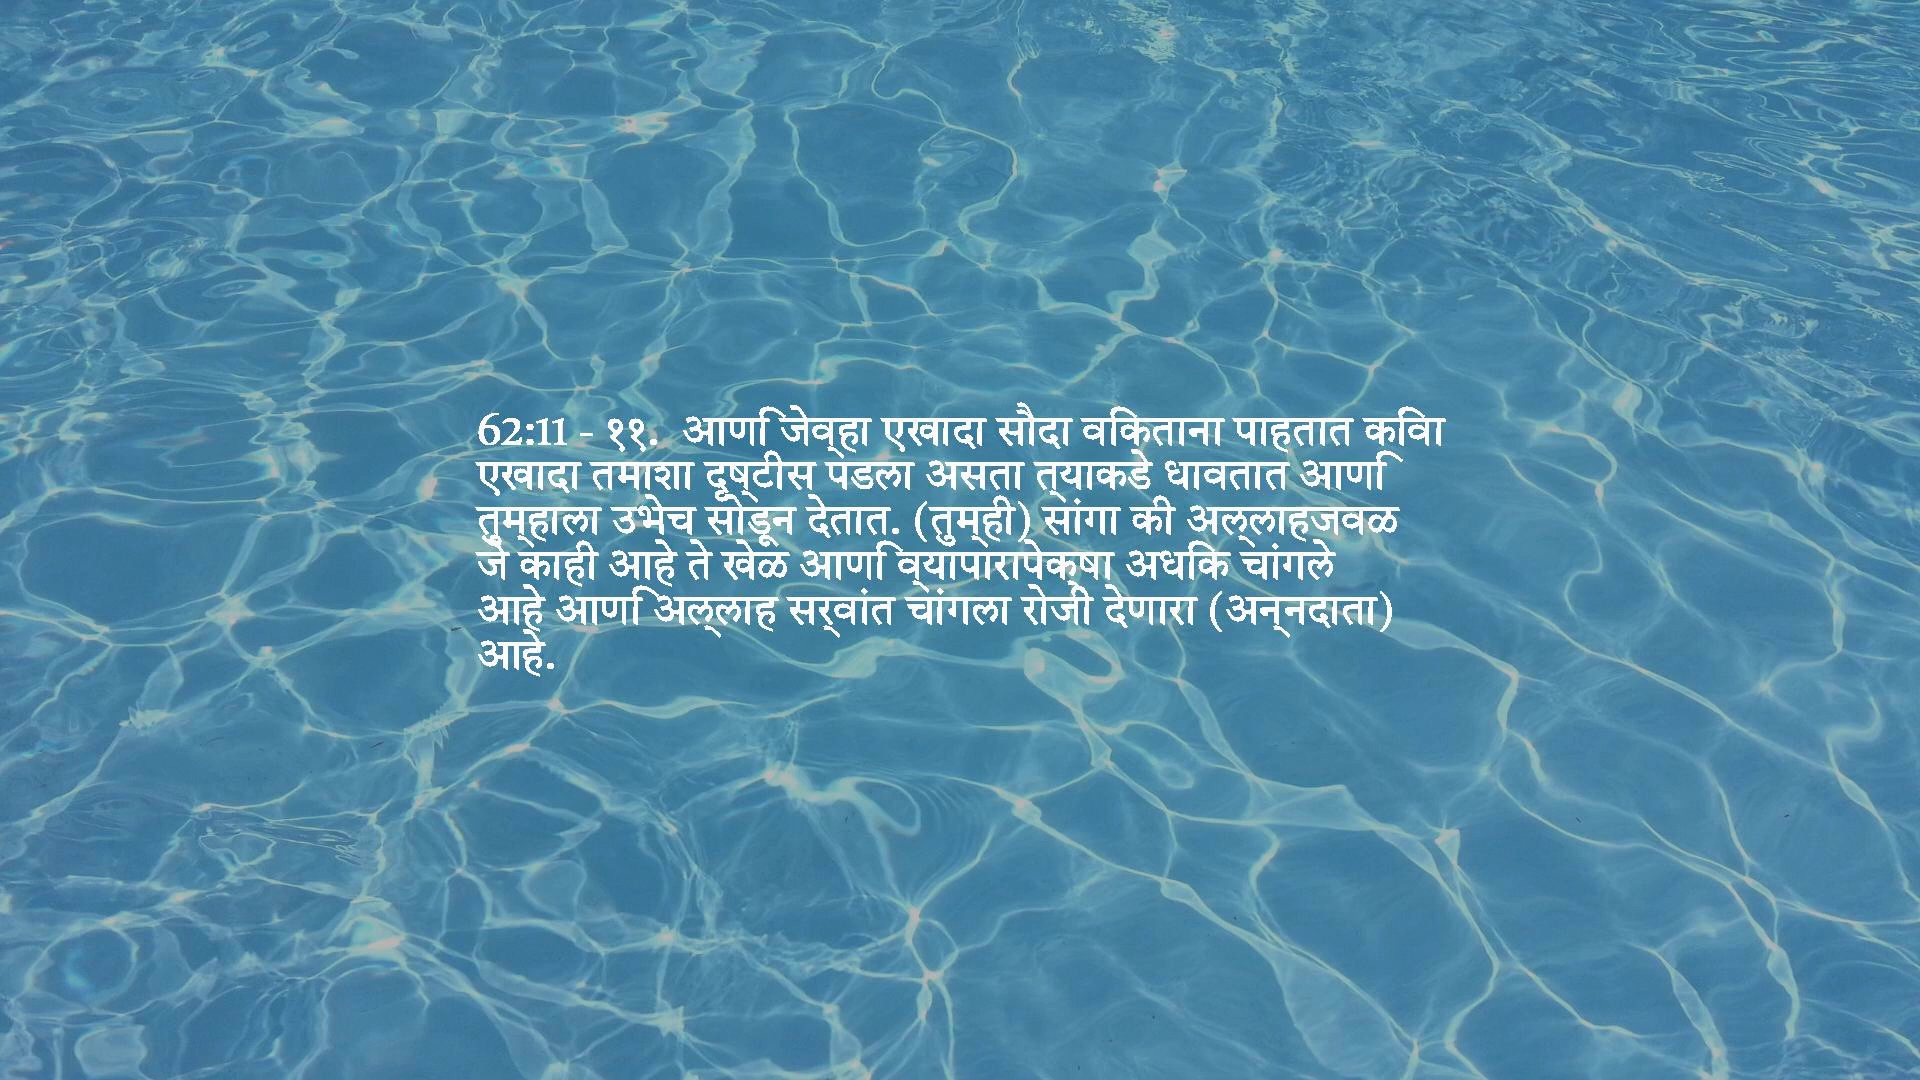 62:11 - ११. आणि जेव्हा एखादा सौदा विकताना पाहतात किंवा
एखादा तमाशा दृष्टीस पडला असता त्याकडे धावतात आणि
तुम्हाला उभेच सोडून देतात. (तुम्ही) सांगा की अल्लाहजवळ
जे काही आहे ते खेळ आणि व्यापारापेक्षा अधिक चांगले
आहे आणि अल्लाह सर्वांत चांगला रोजी देणारा (अन्नदाता)
आहे.